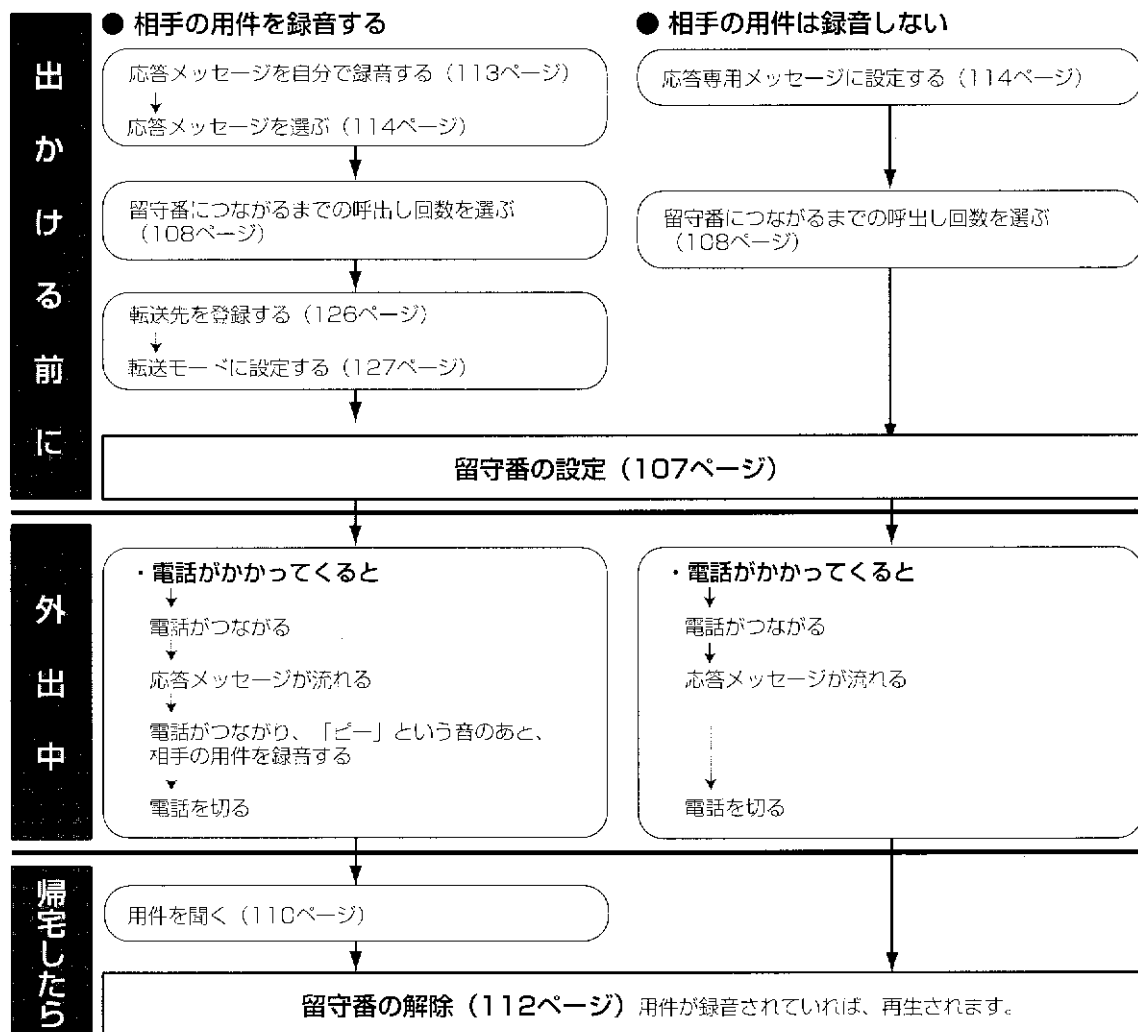 出かける前に
● 相手の用件を録音する
応答メッセージを自分で録音する（113ページ）
応答メッセージを選ぶ（114ページ）
留守番につながるまでの呼出し回数を選ぶ
（108ページ）
転送先を登録する（126ページ）
転送モードに設定する（127ページ）
● 相手の用件は録音しない
応答専用メッセージに設定する（114ページ）
留守番につながるまでの呼出し回数を選ぶ
（108ページ）
留守番の設定（107ページ）
外出中
・電話がかかってくると
電話がつながる
応答メッセージが流れる
電話がつながり、「ピー」という音のあと、
相手の用件を録音する
電話を切る
・電話がかかってくると
電話がつながる
応答メッセージが流れる
電話を切る
帰宅したら
用件を聞く（110ページ）
留守番の解除（112ページ）用件が録音されていれば、再生されます。